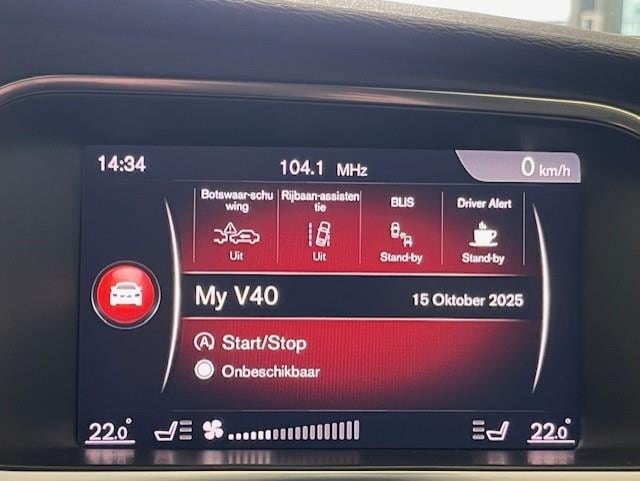 14:34 104.1 MHz 0 km/h
Botswaar-schu Rijbaan-assisten BLIS Driver Alert
wing tie
Uit Uit Stand-by Stand-by
My V40 15 Oktober 2025
Start/Stop
Onbeschikbaar
22.0° 22.0°